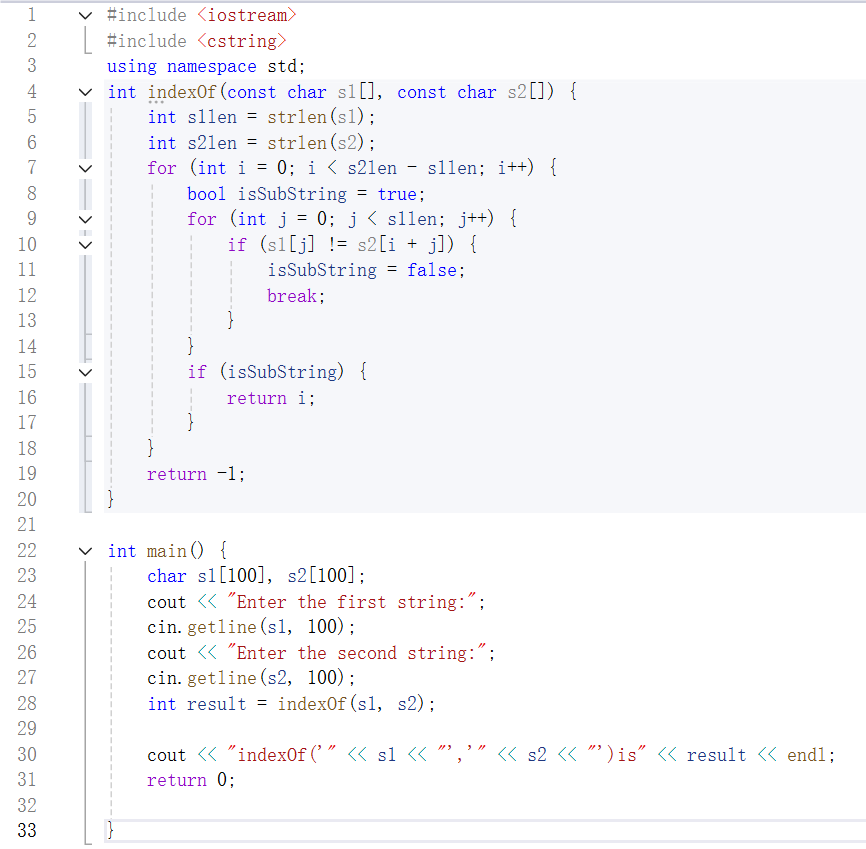 1 #include <iostream>
2 #include <cstring>
3 using namespace std;
4 int indexOf(const char s1[], const char s2[]) {
5 int s1len = strlen(s1);
6 int s2len = strlen(s2);
7 for (int i = 0; i < s2len - s1len; i++) {
8 bool isSubString = true;
9 for (int j = 0; j < s1len; j++) {
10 if (s1[j] != s2[i + j]) {
11 isSubString = false;
12 break;
13 }
14 }
15 if (isSubString) {
16 return i;
17 }
18 }
19 return -1;
20 }
21
22 int main() {
23 char s1[100], s2[100];
24 cout << "Enter the first string:";
25 cin.getline(s1, 100);
26 cout << "Enter the second string:";
27 cin.getline(s2, 100);
28 int result = indexOf(s1, s2);
29
30 cout << "indexOf('" << s1 << "','" << s2 << "')is" << result << endl;
31 return 0;
32
33 }